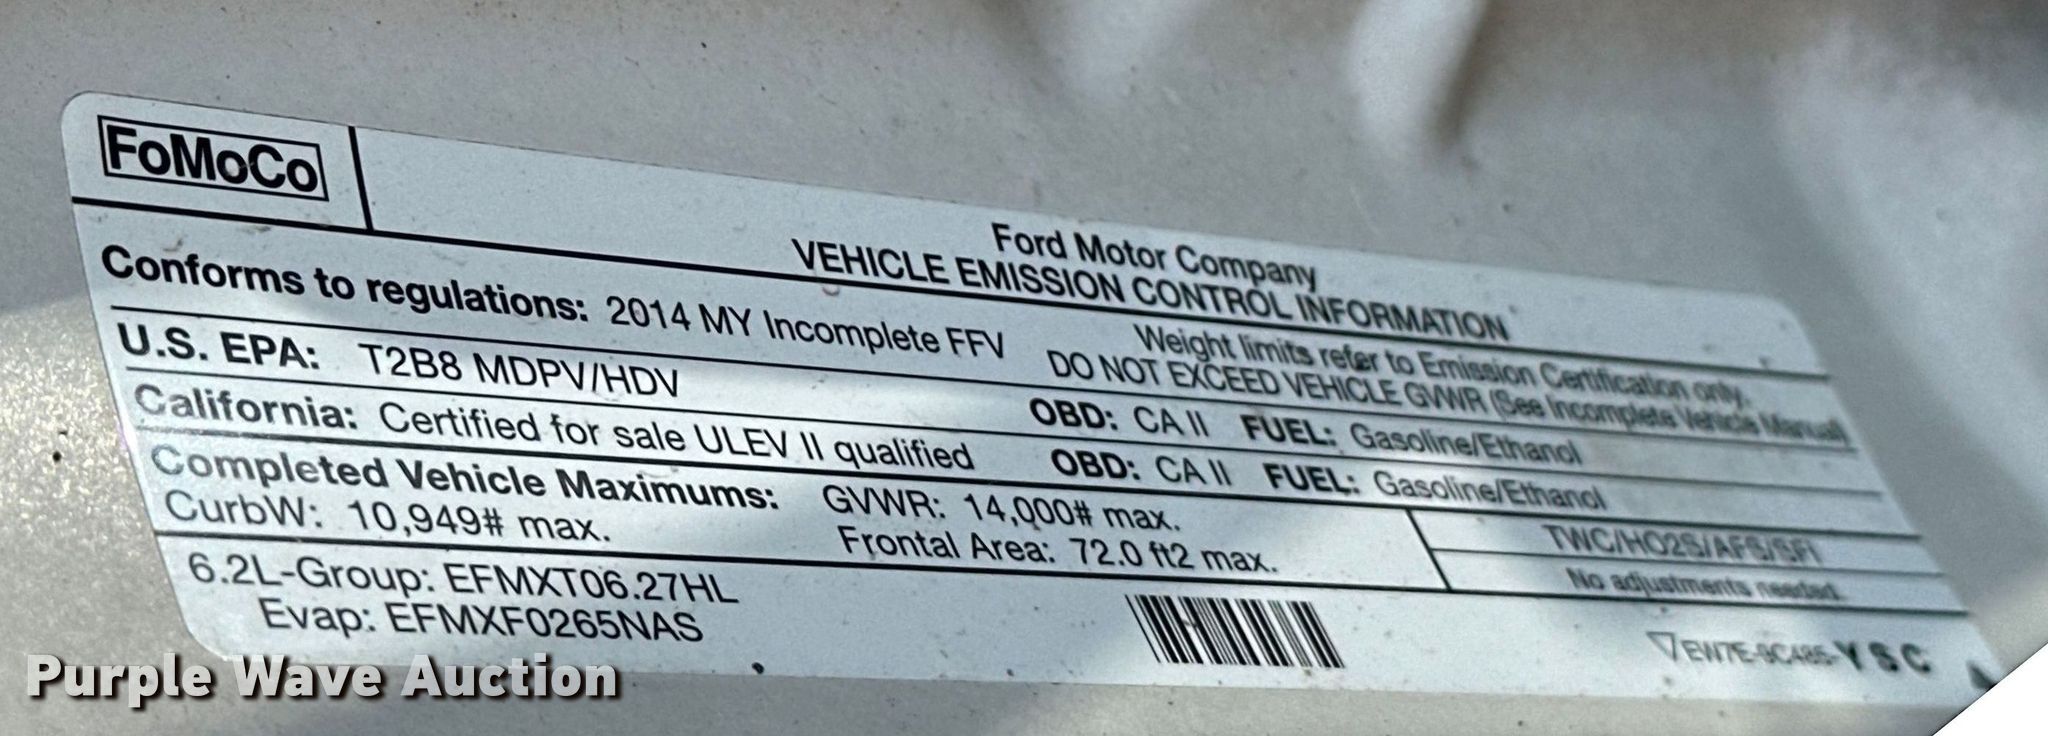 FoMoCo
Ford Motor Company
VEHICLE EMISSION CONTROL INFORMATION
Conforms to regulations: 2014 MY Incomplete FFV
Weight limits refer to Emission Certification only.
DO NOT EXCEED VEHICLE GVWR (See Incomplete Vehicle Manual)
U.S. EPA: T2B8 MDPV/HDV OBD: CA II FUEL: Gasoline/Ethanol
California: Certified for sale ULEV II qualified OBD: CA II FUEL: Gasoline/Ethanol
Completed Vehicle Maximums: GVWR: 14,000# max.
CurbW: 10,949# max. Frontal Area: 72.0 ft2 max.
TWC/HO2S/AFS/SFI
No adjustments needed.
6.2L-Group: EFMXT06.27HL
Evap: EFMXF0265NAS
EW7E-9C485-YSC
Purple Wave Auction